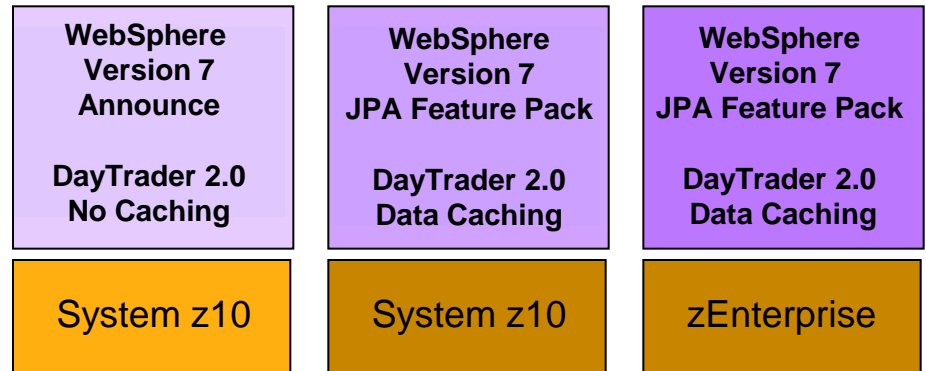 WebSphere
Version 7
Announce
DayTrader 2.0
No Caching
System z10
WebSphere
Version 7
JPA Feature Pack
DayTrader 2.0
Data Caching
System z10
WebSphere
Version 7
JPA Feature Pack
DayTrader 2.0
Data Caching
zEnterprise